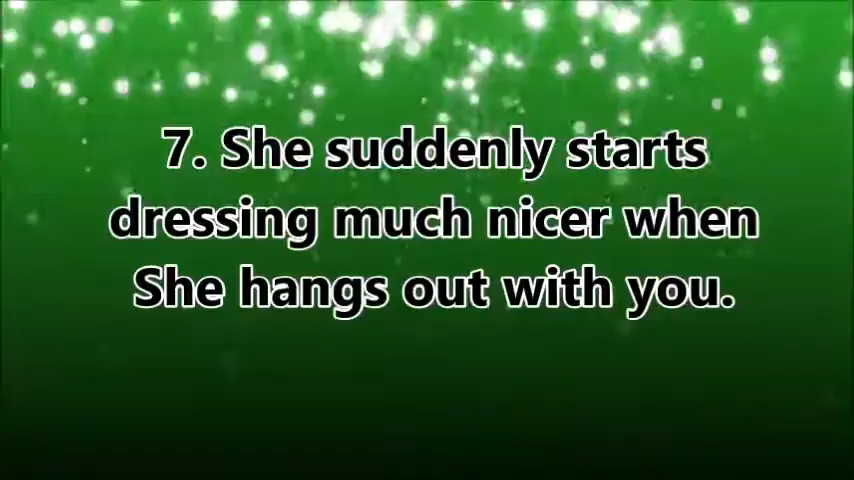 7. She suddenly starts
dressing much nicer when
She hangs out with you.